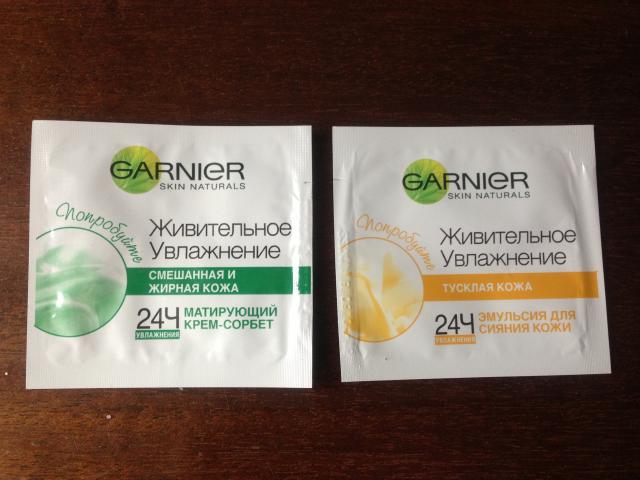 GARNIER
SKIN NATURALS
Попробуйте
Живительное
Увлажнение
СМЕШАННАЯ И
ЖИРНАЯ КОЖА
24Ч
УВЛАЖНЕНИЯ
МАТИРУЮЩИЙ
КРЕМ-СОРБЕТ
GARNIER
SKIN NATURALS
Попробуйте
Живительное
Увлажнение
ТУСКЛАЯ КОЖА
24Ч
УВЛАЖНЕНИЯ
ЭМУЛЬСИЯ ДЛЯ
СИЯНИЯ КОЖИ